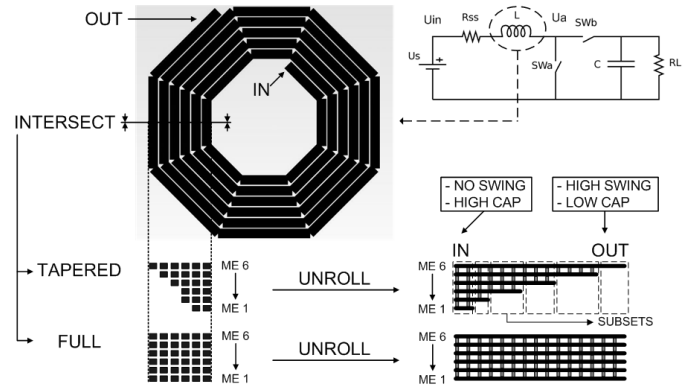 OUT
IN
INTERSECT
Uin
Rss
L
Ua
SWb
Us
+
SWa
C
RL
- NO SWING
- HIGH CAP
- HIGH SWING
- LOW CAP
IN
OUT
TAPERED
ME 6
ME 1
UNROLL
ME 6
ME 1
SUBSETS
FULL
ME 6
ME 1
UNROLL
ME 6
ME 1